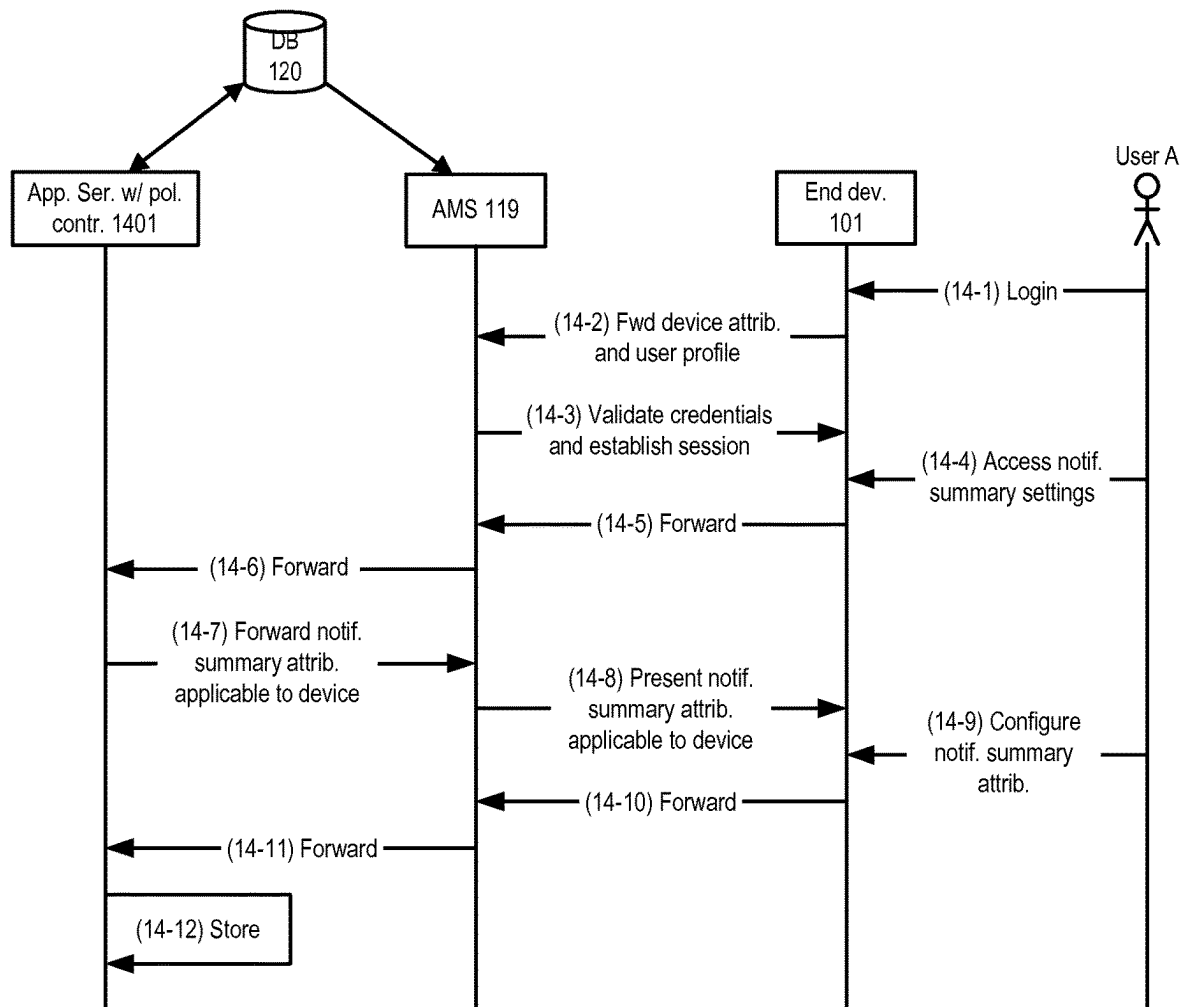 DB
120
User A
App. Ser. w/ pol.
contr. 1401
AMS 119
End dev.
101
(14-1) Login
(14-2) Fwd device attrib.
and user profile
(14-3) Validate credentials
and establish session
(14-4) Access notif.
summary settings
(14-5) Forward
(14-6) Forward
(14-7) Forward notif.
summary attrib.
applicable to device
(14-8) Present notif.
summary attrib.
applicable to device
(14-9) Configure
notif. summary
attrib.
(14-10) Forward
(14-11) Forward
(14-12) Store